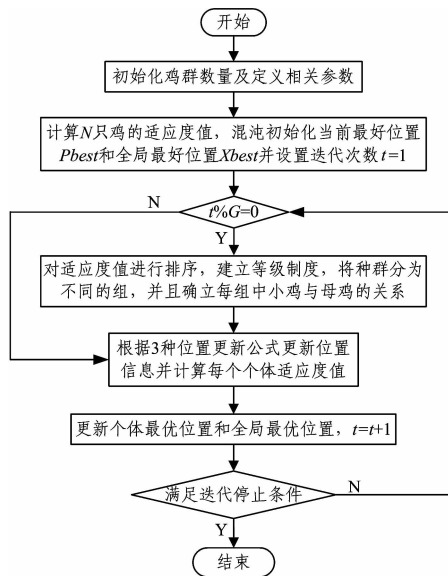 开始
初始化鸡群数量及定义相关参数
计算N只鸡的适应度值，混沌初始化当前最好位置
Pbest和全局最好位置Xbest并设置迭代次数t=1
N
t%G=0
Y
对适应度值进行排序，建立等级制度，将种群分为
不同的组，并且确立每组中小鸡与母鸡的关系
根据3种位置更新公式更新位置
信息并计算每个个体适应度值
更新个体最优位置和全局最优位置，t=t+1
满足迭代停止条件
N
Y
结束